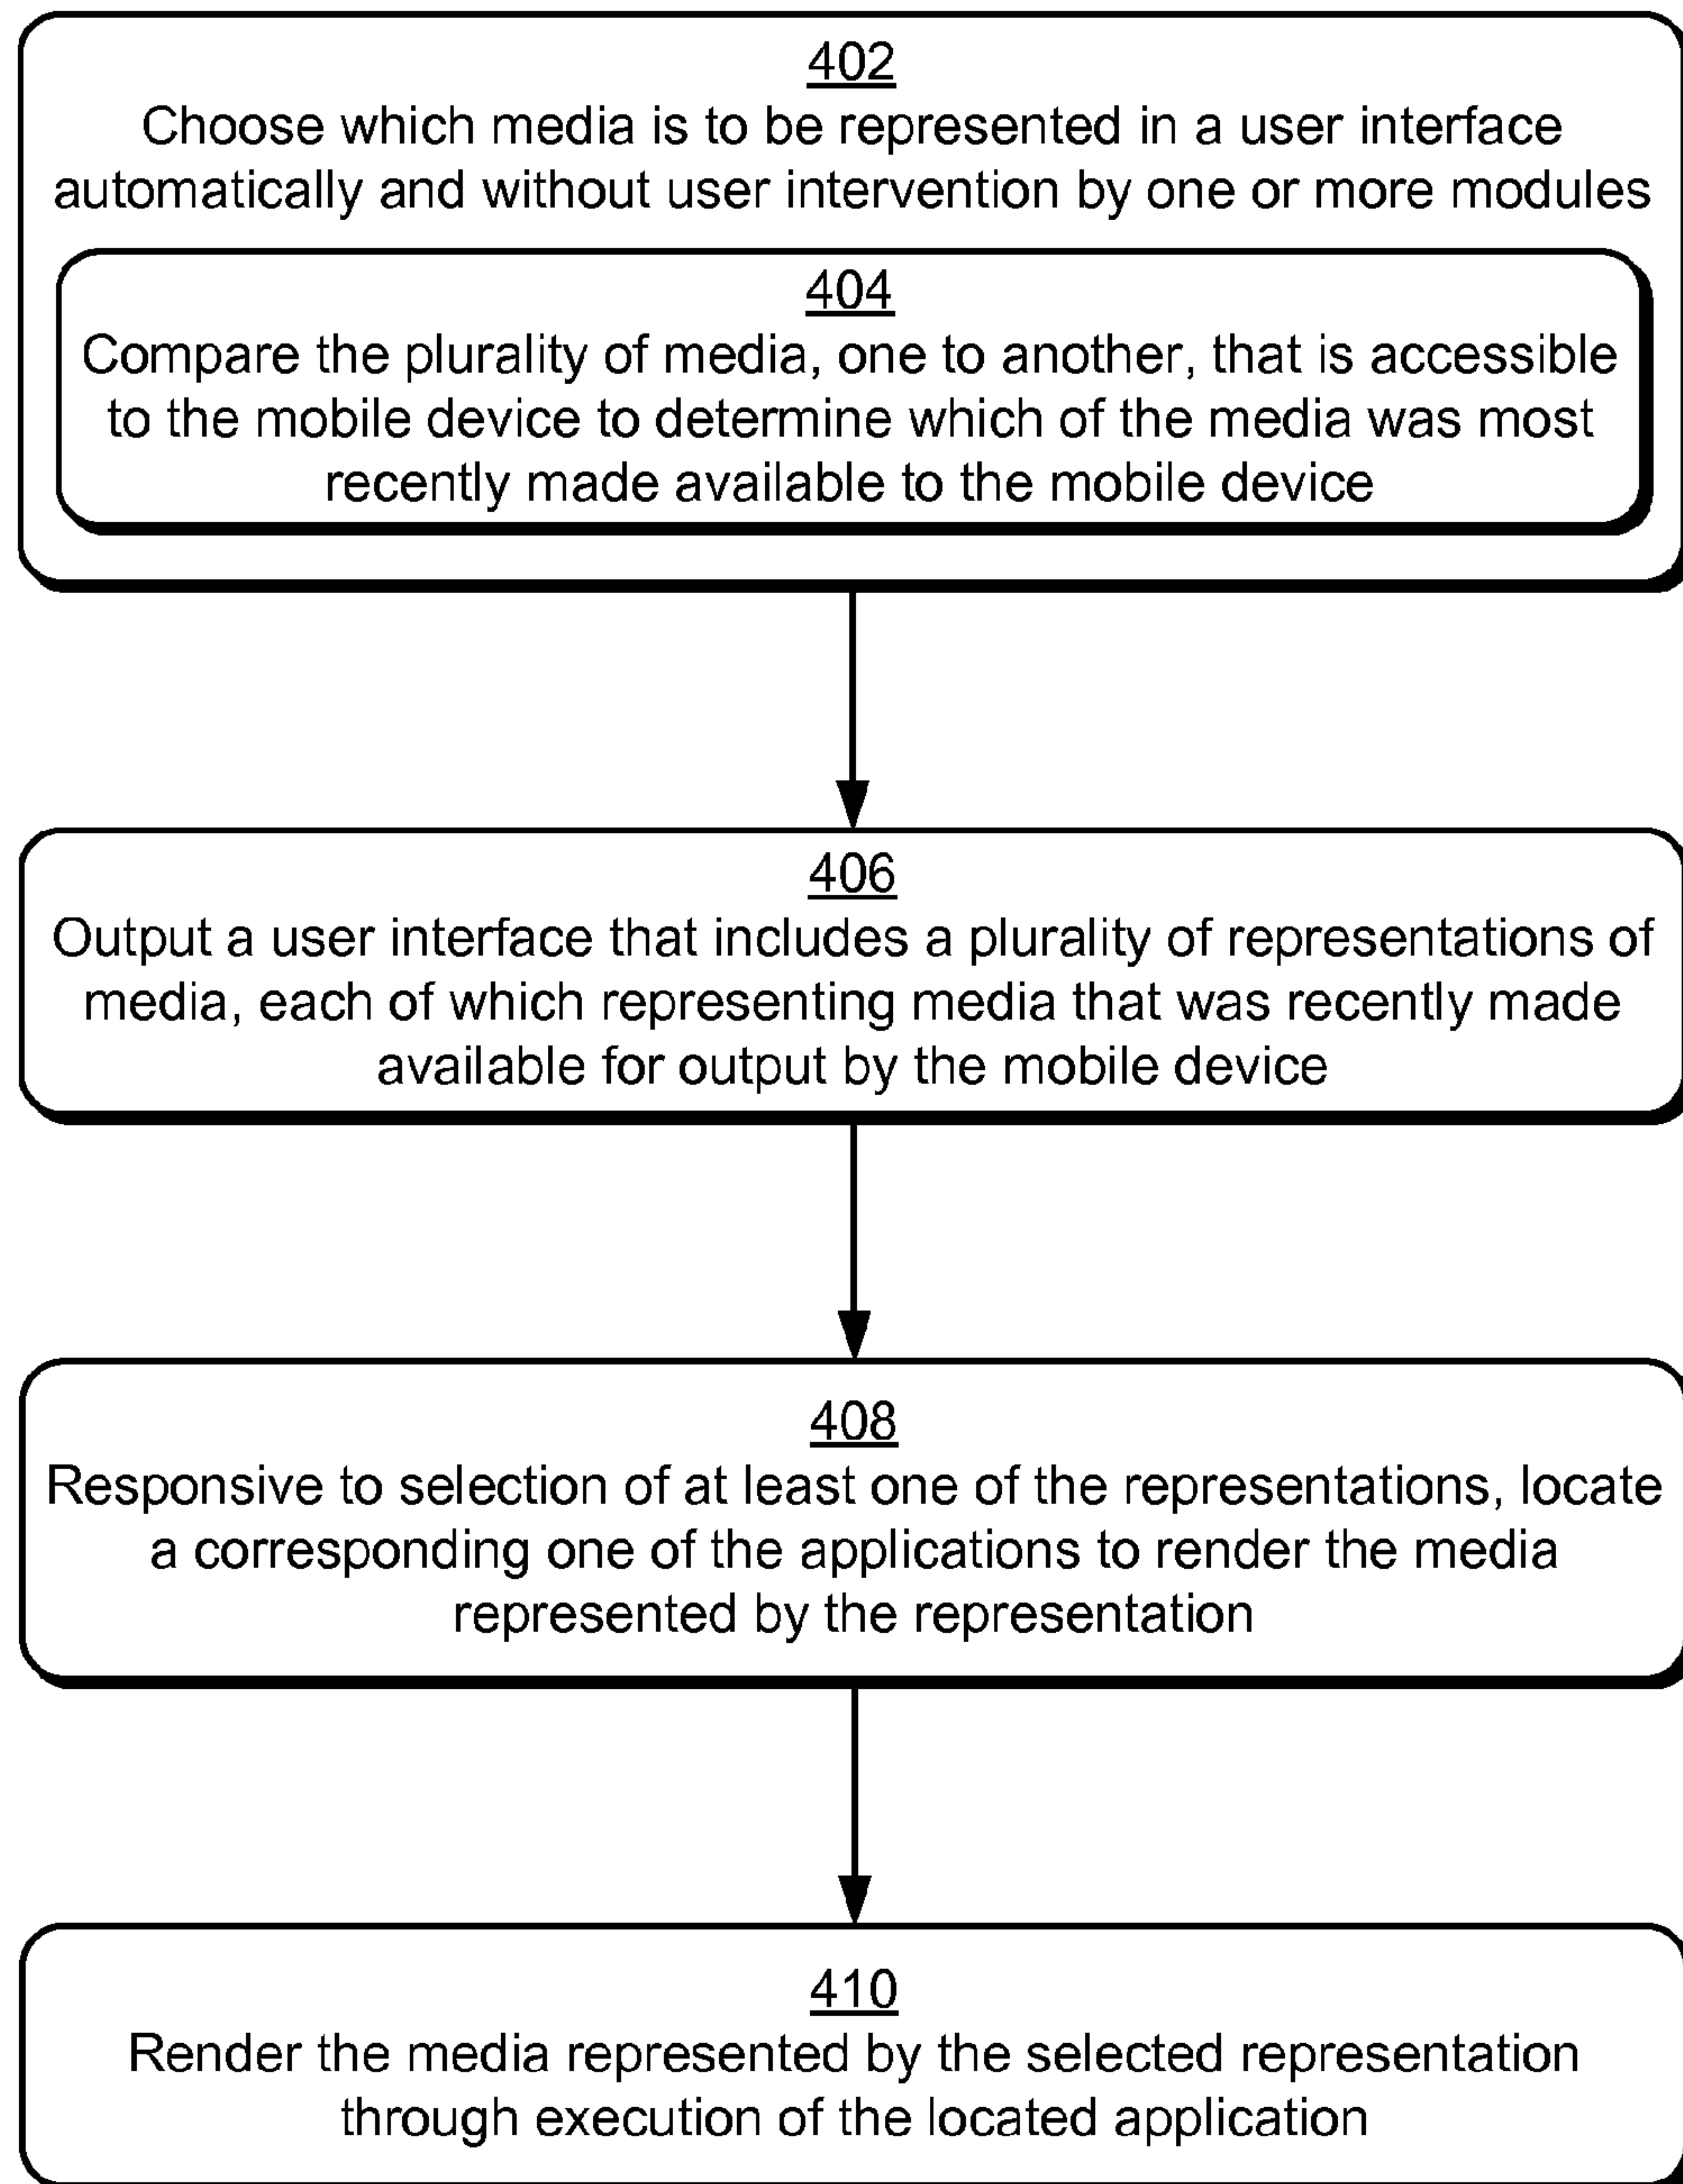 402
Choose which media is to be represented in a user interface
automatically and without user intervention by one or more modules
404
Compare the plurality of media, one to another, that is accessible
to the mobile device to determine which of the media was most
recently made available to the mobile device
406
Output a user interface that includes a plurality of representations of
media, each of which representing media that was recently made
available for output by the mobile device
408
Responsive to selection of at least one of the representations, locate
a corresponding one of the applications to render the media
represented by the representation
410
Render the media represented by the selected representation
through execution of the located application